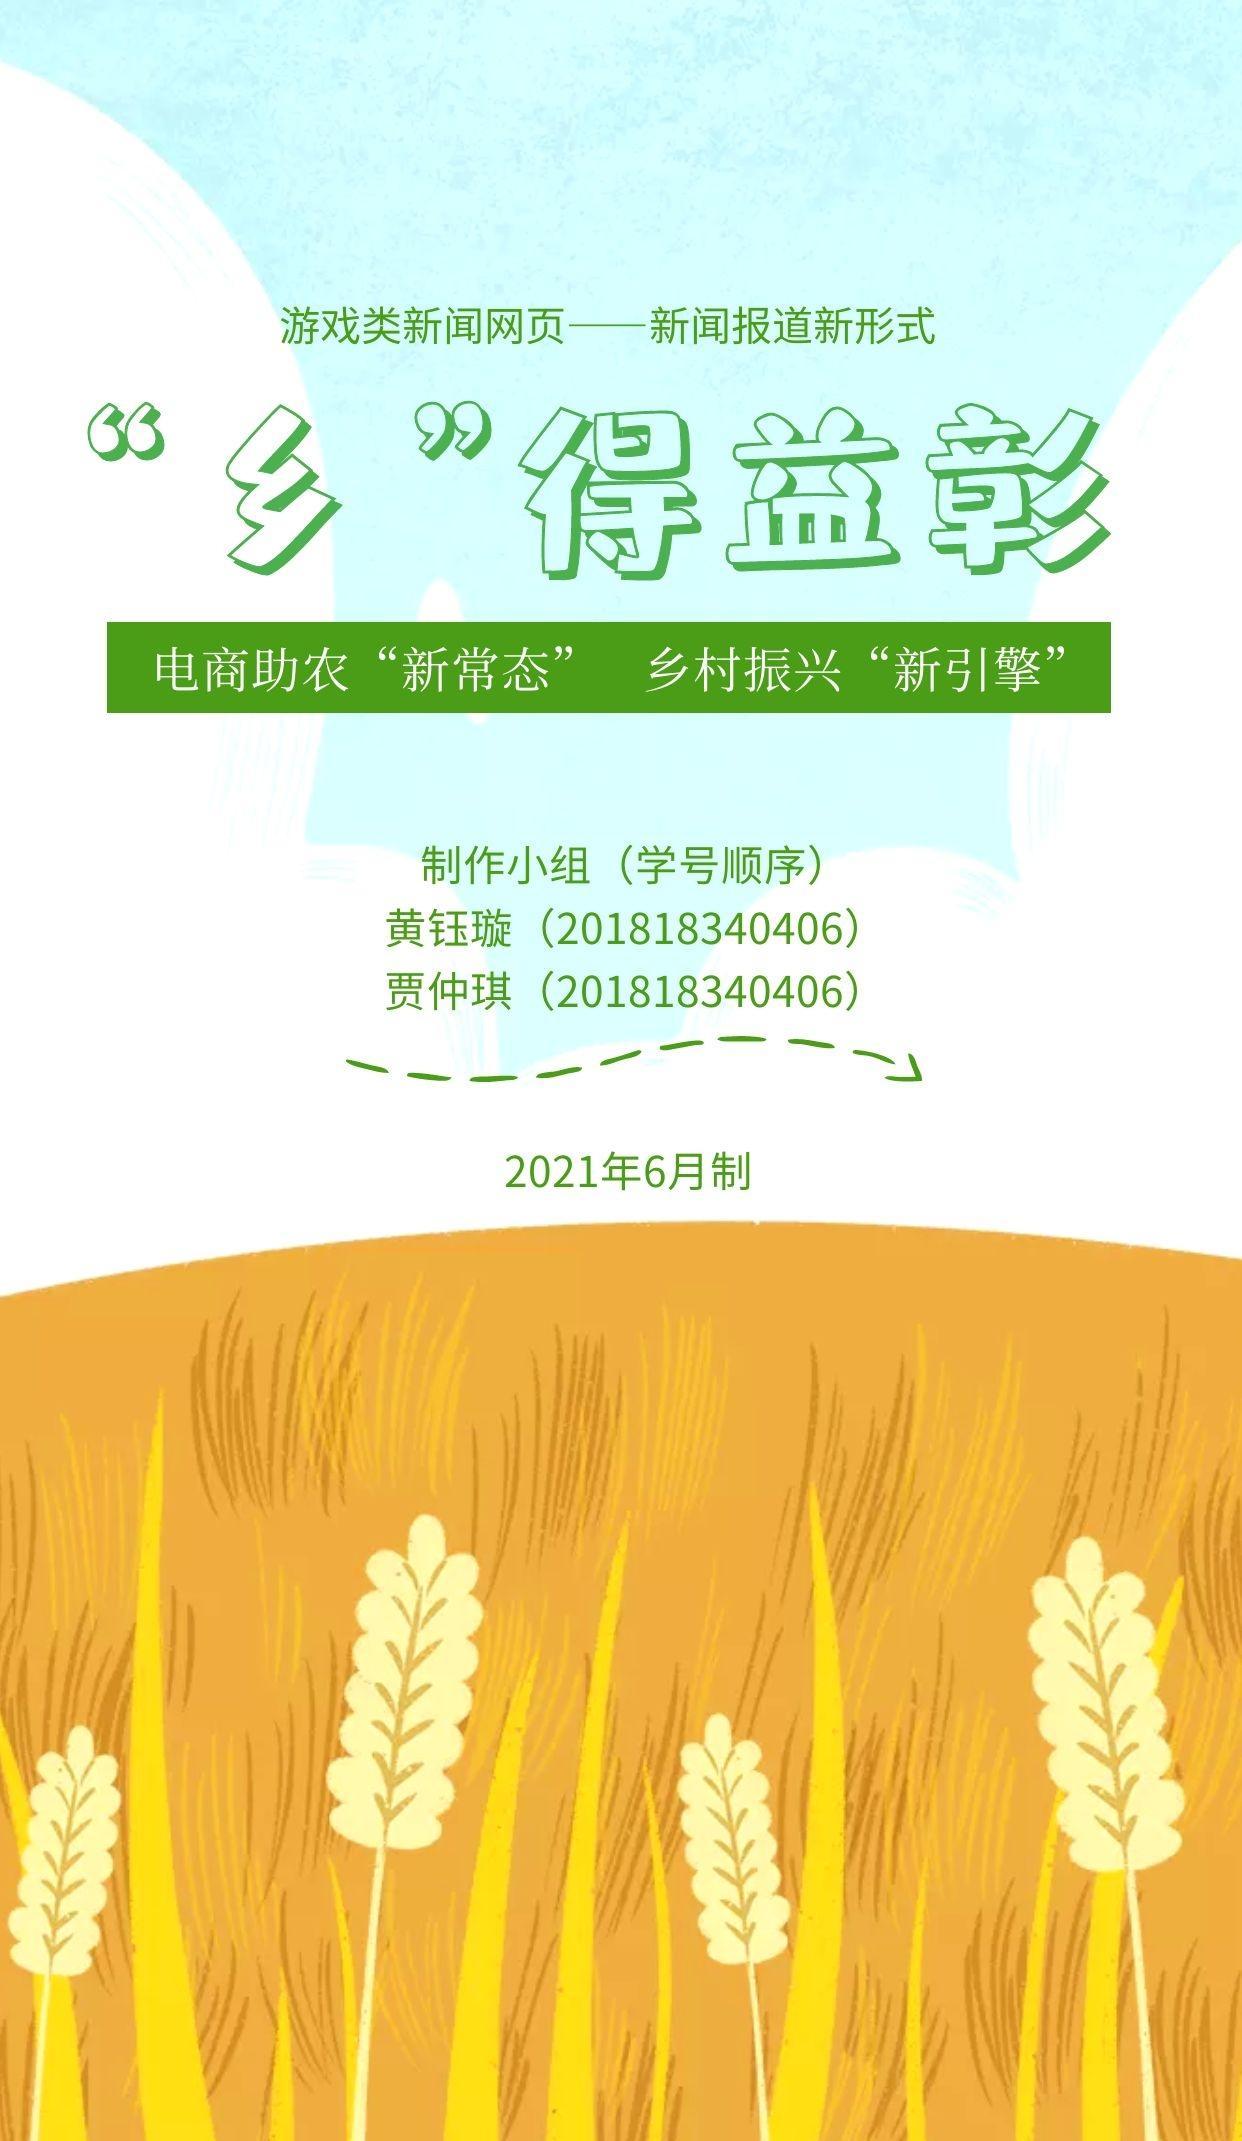 游戏类新闻网页——新闻报道新形式
“乡”得益彰
电商助农“新常态” 乡村振兴“新引擎”
制作小组（学号顺序）
黄钰璇（201818340406）
贾仲琪（201818340406）
2021年6月制